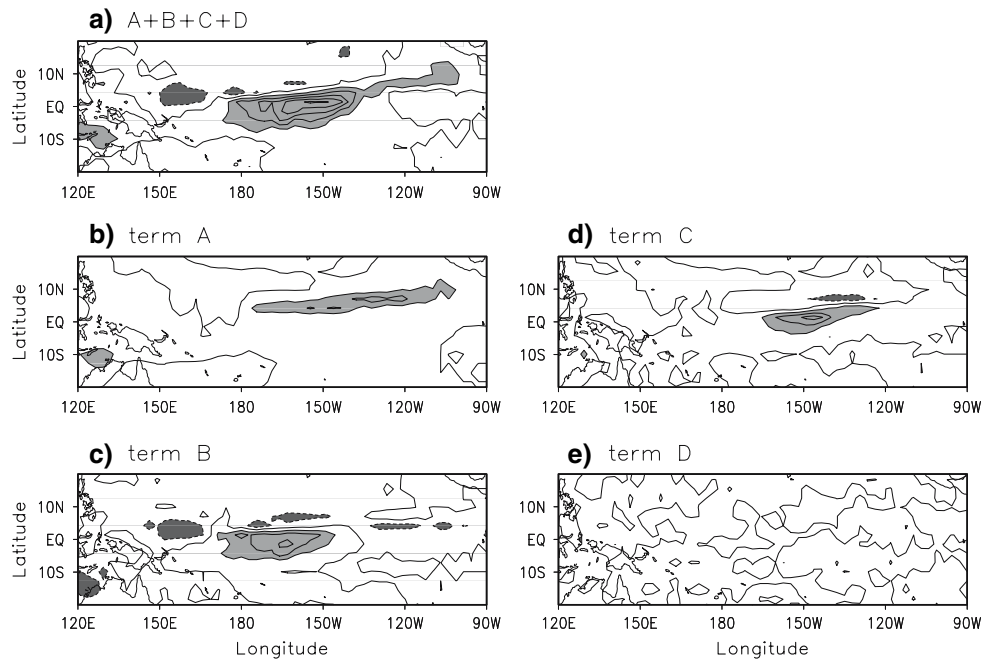 a) A+B+C+D
Latitude
10N
EQ
10S
120E 150E 180 150W 120W 90W
b) term A
Latitude
10N
EQ
10S
120E 150E 180 150W 120W 90W
d) term C
10N
EQ
10S
120E 150E 180 150W 120W 90W
c) term B
Latitude
10N
EQ
10S
120E 150E 180 150W 120W 90W
Longitude
e) term D
10N
EQ
10S
120E 150E 180 150W 120W 90W
Longitude